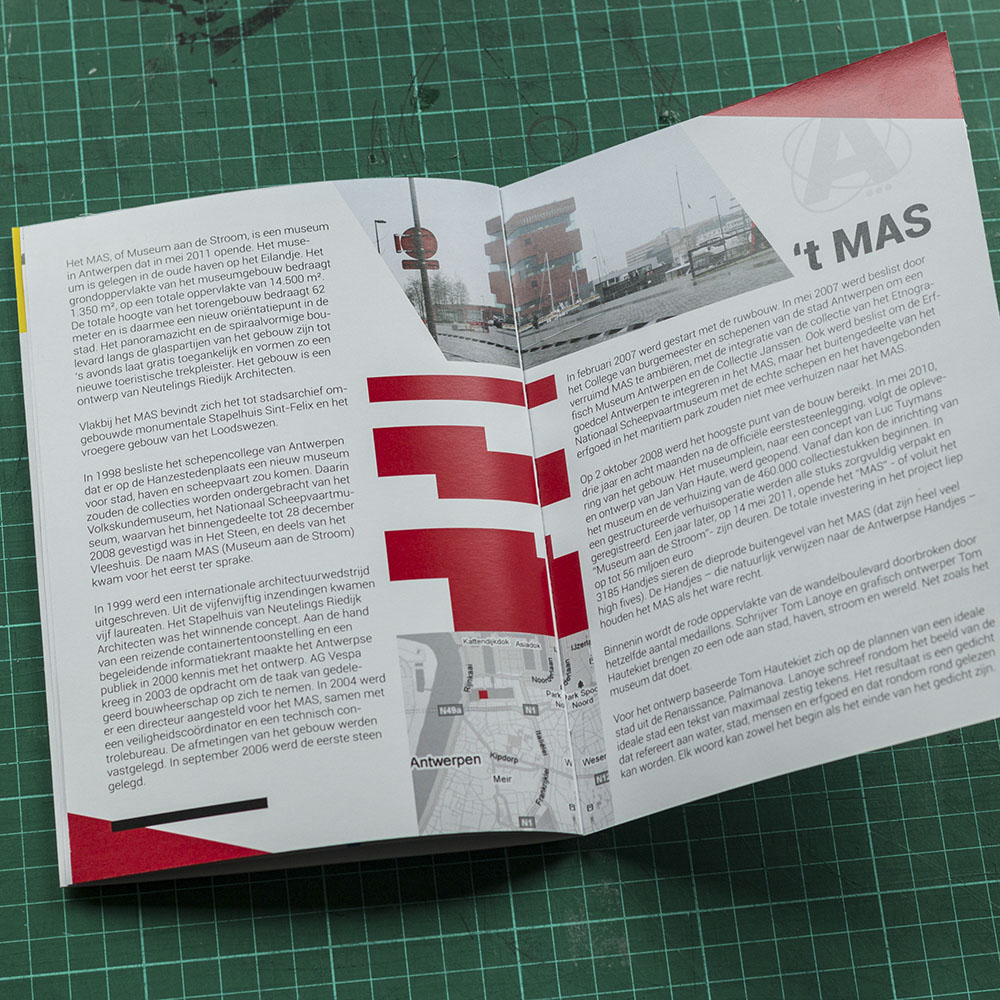 Het MAS, of Museum aan de Stroom, is een museum
in Antwerpen dat in mei 2011 opende. Het muse-
um is gelegen in de oude haven op het Eilandje. Het
grondoppervlakte van het museumgebouw bedraagt
1.350 m², op een totale oppervlakte van 14.500 m².
De totale hoogte van het torengebouw bedraagt 62
meter en is daarmee een nieuw oriëntatiepunt in de
stad. Het panoramazicht en de spiraalvormige bou-
levard langs de glaspartijen van het gebouw zijn tot
's avonds laat gratis toegankelijk en vormen zo een
nieuwe toeristische trekpleister. Het gebouw is een
ontwerp van Neutelings Riedijk Architecten.
Vlakbij het MAS bevindt zich het tot stadsarchief om-
gebouwde monumentale Stapelhuis Sint-Felix en het
vroegere gebouw van het Loodswezen.
In 1998 besliste het schepencollege van Antwerpen
dat er op de Hanzestedenplaats een nieuw museum
voor stad, haven en scheepvaart zou komen. Daarin
zouden de collecties worden ondergebracht van het
Volkskundemuseum, het Nationaal Scheepvaartmu-
seum, waarvan het binnengedeelte tot 28 december
2008 gevestigd was in Het Steen, en deels van het
Vleeshuis. De naam MAS (Museum aan de Stroom)
kwam voor het eerst ter sprake.
In 1999 werd een internationale architectuurwedstrijd
uitgeschreven. Uit de vijfenvijftig inzendingen kwamen
vijf laureaten. Het Stapelhuis van Neutelings Riedijk
Architecten was het winnende concept. Aan de hand
van een reizende containertentoonstelling en een
begeleidende informatiekrant maakte het Antwerpse
publiek in 2000 kennis met het ontwerp. AG Vespa
kreeg in 2003 de opdracht om de taak van gedele-
geerd bouwheerschap op zich te nemen. In 2004 werd
er een directeur aangesteld voor het MAS, samen met
een veiligheidscoördinator en een technisch con-
trolebureau. De afmetingen van het gebouw werden
vastgelegd. In september 2006 werd de eerste steen
gelegd.
Kattendijkdok
Asiadok
Rijnkaai
Noord
N49a
N1
Antwerpen
Kipdorp
Meir
Frankrijklei
N1
IJzerla
Park Spoo
Noord
Weser
N12
A
't MAS
In februari 2007 werd gestart met de ruwbouw. In mei 2007 werd beslist door
het College van burgemeester en schepenen van de stad Antwerpen om een
verruimd MAS te ambiëren, met de integratie van de collectie van het Etnogra-
fisch Museum Antwerpen en de Collectie Janssen. Ook werd beslist om de Erf-
goedcel Antwerpen te integreren in het MAS, maar het buitengedeelte van het
Nationaal Scheepvaartmuseum met de echte schepen en het havengebonden
erfgoed in het maritiem park zouden niet mee verhuizen naar het MAS.
Op 2 oktober 2008 werd het hoogste punt van de bouw bereikt. In mei 2010,
drie jaar en acht maanden na de officiële eerstesteenlegging, volgt de opleve-
ring van het gebouw. Het museumplein, naar een concept van Luc Tuymans
en ontwerp van Jan Van Haute, werd geopend. Vanaf dan kon de inrichting van
het museum en de verhuizing van de 460.000 collectiestukken beginnen. In
een gestructureerde verhuisoperatie werden alle stuks zorgvuldig verpakt en
geregistreerd. Een jaar later, op 14 mei 2011, opende het "MAS" - of voluit het
"Museum aan de Stroom"- zijn deuren. De totale investering in het project liep
op tot 56 miljoen euro
3185 Handjes sieren de dieprode buitengevel van het MAS (dat zijn heel veel
high fives). De Handjes – die natuurlijk verwijzen naar de Antwerpse Handjes –
houden het MAS als het ware recht.
Binnenin wordt de rode oppervlakte van de wandelboulevard doorbroken door
hetzelfde aantal medaillons. Schrijver Tom Lanoye en grafisch ontwerper Tom
Hautekiet brengen zo een ode aan stad, haven, stroom en wereld. Net zoals het
museum dat doet.
Voor het ontwerp baseerde Tom Hautekiet zich op de plannen van een ideale
stad uit de Renaissance, Palmanova. Lanoye schreef rondom het beeld van de
ideale stad een tekst van maximaal zestig tekens. Het resultaat is een gedicht
dat refereert aan water, stad, mensen en erfgoed en dat rondom rond gelezen
kan worden. Elk woord kan zowel het begin als het einde van het gedicht zijn.